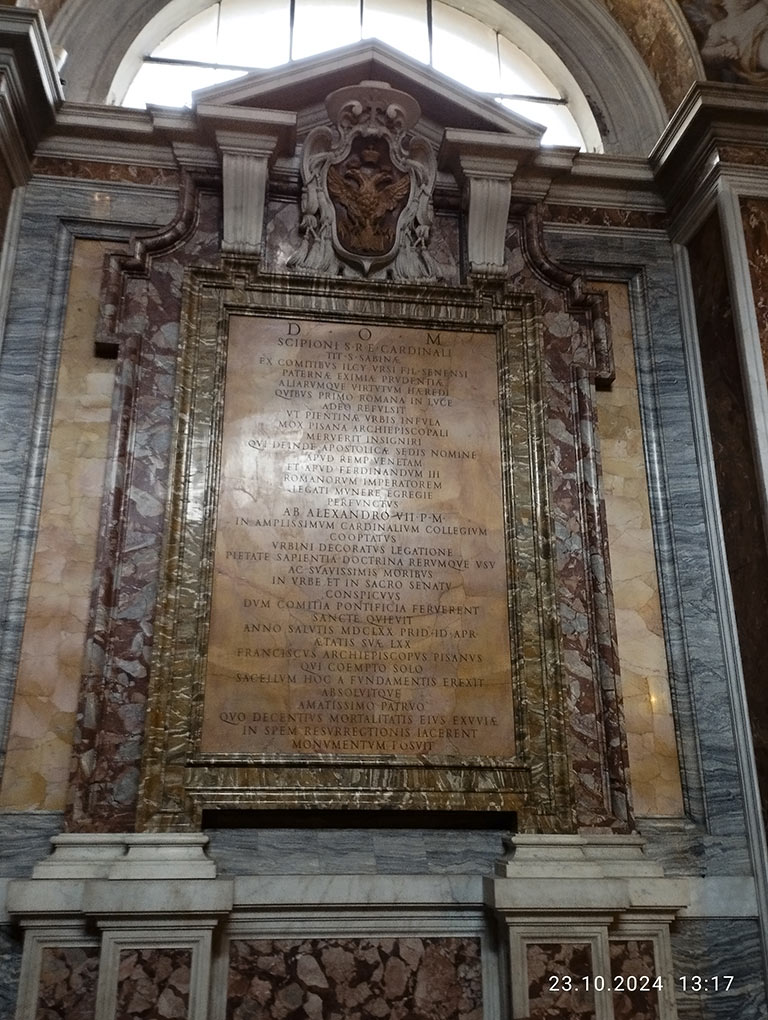 D · O · M
SCIPIONI S·R·E·CARDINALI
TIT·S·SABINÆ
EX COMITIBVS ILCY VRSI FIL·SENENSI
PATERNÆ EXIMIA PRVDENTIÆ
ALIARVMQVE VIRTVTVM HÆREDI
QVIBVS PRIMO ROMANA IN LVCE
ADEO REFVLSIT
VT PIENTINÆ VRBIS INFVLA
MOX PISANA ARCHIEPISCOPALI
MERVERIT INSIGNIRI
QVI DEINDE APOSTOLICÆ SEDIS NOMINE
APVD REMP·VENETAM
ET APVD FERDINANDVM III
ROMANORVM IMPERATOREM
LEGATI MVNERE EGREGIE
PERFVNCTVS
AB ALEXANDRO·VII·P·M·
IN AMPLISSIMVM CARDINALIVM COLLEGIVM
COOPTATVS
VRBINI DECORATVS LEGATIONE
PIETATE SAPIENTIA DOCTRINA RERVMQVE VSV
AC SVAVISSIMIS MORIBVS
IN VRBE ET IN SACRO SENATV
CONSPICVVS
DVM COMITIA PONTIFICIA FERVERENT
SANCTE QVIEVIT
ANNO SALVTIS MDCLXX PRID·ID·APR·
ÆTATIS SVÆ LXX
FRANCISCVS ARCHIEPISCOPVS PISANVS
QVI COEMPTO SOLO
SACELLVM HOC A FVNDAMENTIS EREXIT
ABSOLVITQVE
AMATISSIMO PATRVO
QVO DECENTIVS MORTALITATIS EIVS EXVVIÆ
IN SPEM RESVRRECTIONIS IACERENT
MONVMENTVM POSVIT
23.10.2024 13:17